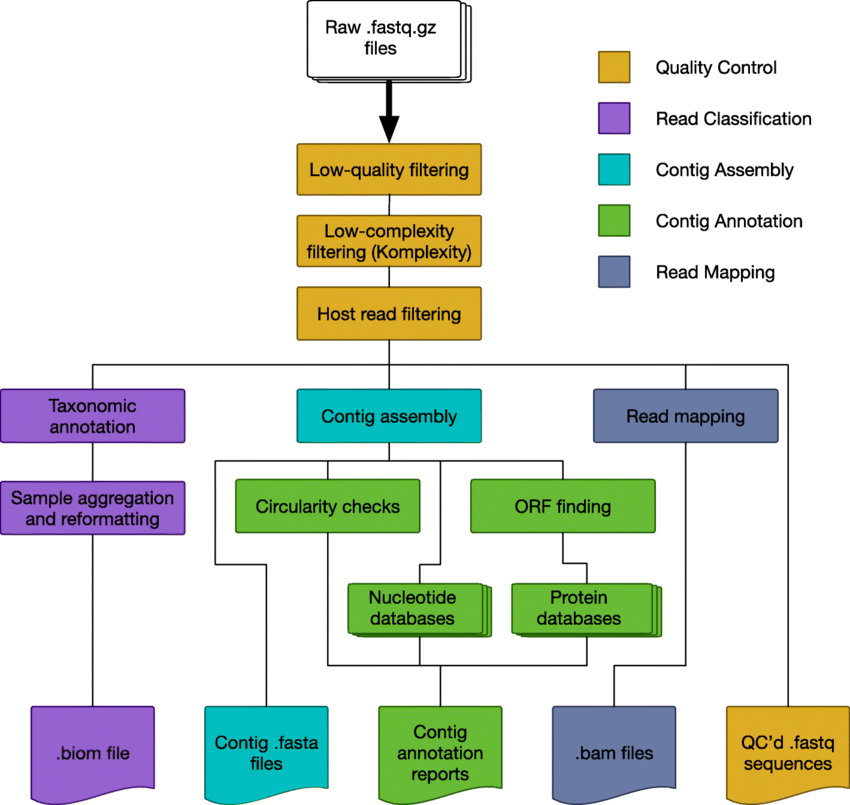 Raw .fastq.gz
files
Quality Control
Read Classification
Contig Assembly
Contig Annotation
Read Mapping
Low-quality filtering
Low-complexity
filtering (Komplexity)
Host read filtering
Taxonomic
annotation
Contig assembly
Read mapping
Sample aggregation
and reformatting
Circularity checks
ORF finding
Nucleotide
databases
Protein
databases
.biom file
Contig .fasta
files
Contig
annotation
reports
.bam files
QC'd .fastq
sequences